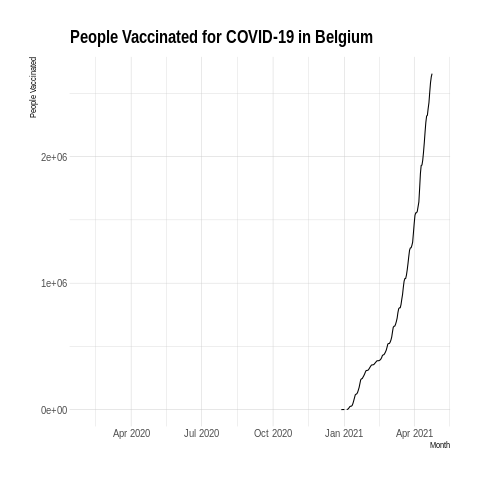 People Vaccinated for COVID-19 in Belgium
People Vaccinated
2e+06
1e+06
0e+00
Apr 2020 Jul 2020 Oct 2020 Jan 2021 Apr 2021
Month